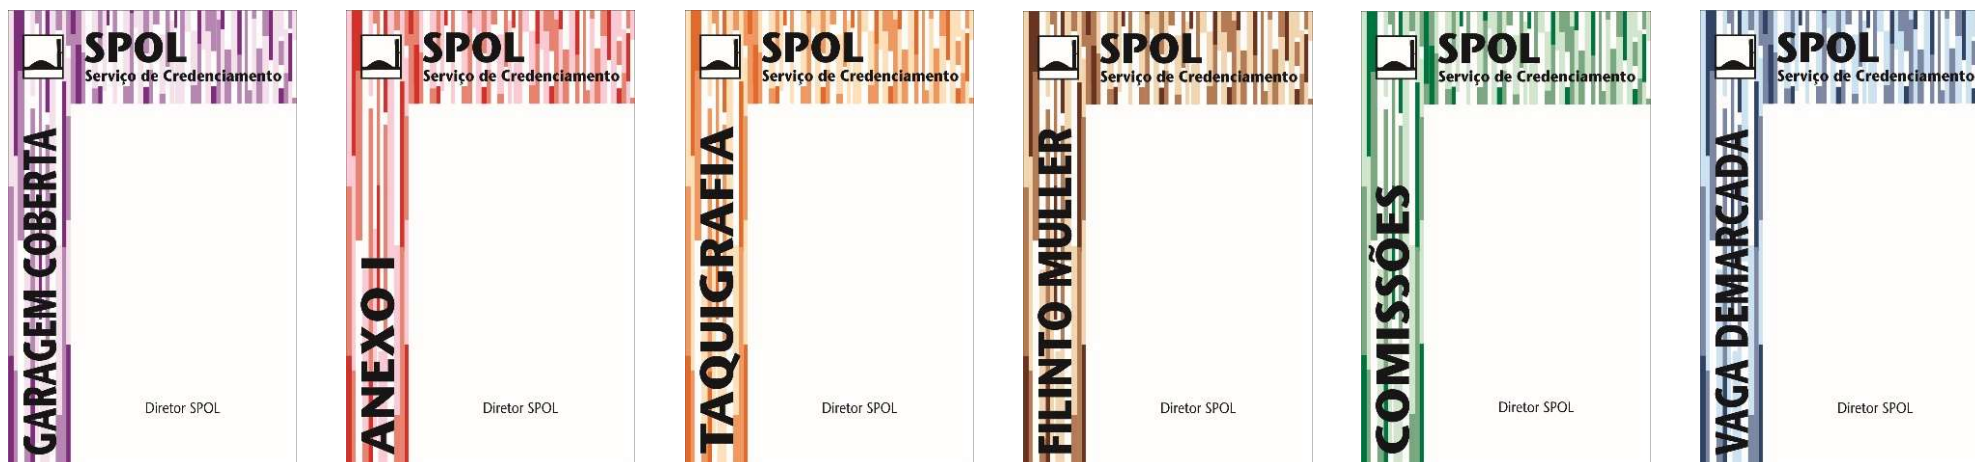 SPOL
Serviço de Credenciamento
GARAGEM COBERTA
Diretor SPOL
SPOL
Serviço de Credenciamento
ANEXO I
Diretor SPOL
SPOL
Serviço de Credenciamento
TAQUIGRAFIA
Diretor SPOL
SPOL
Serviço de Credenciamento
FILINTO MULLER
Diretor SPOL
SPOL
Serviço de Credenciamento
COMISSÕES
Diretor SPOL
SPOL
Serviço de Credenciamento
VAGA DEMARCADA
Diretor SPOL